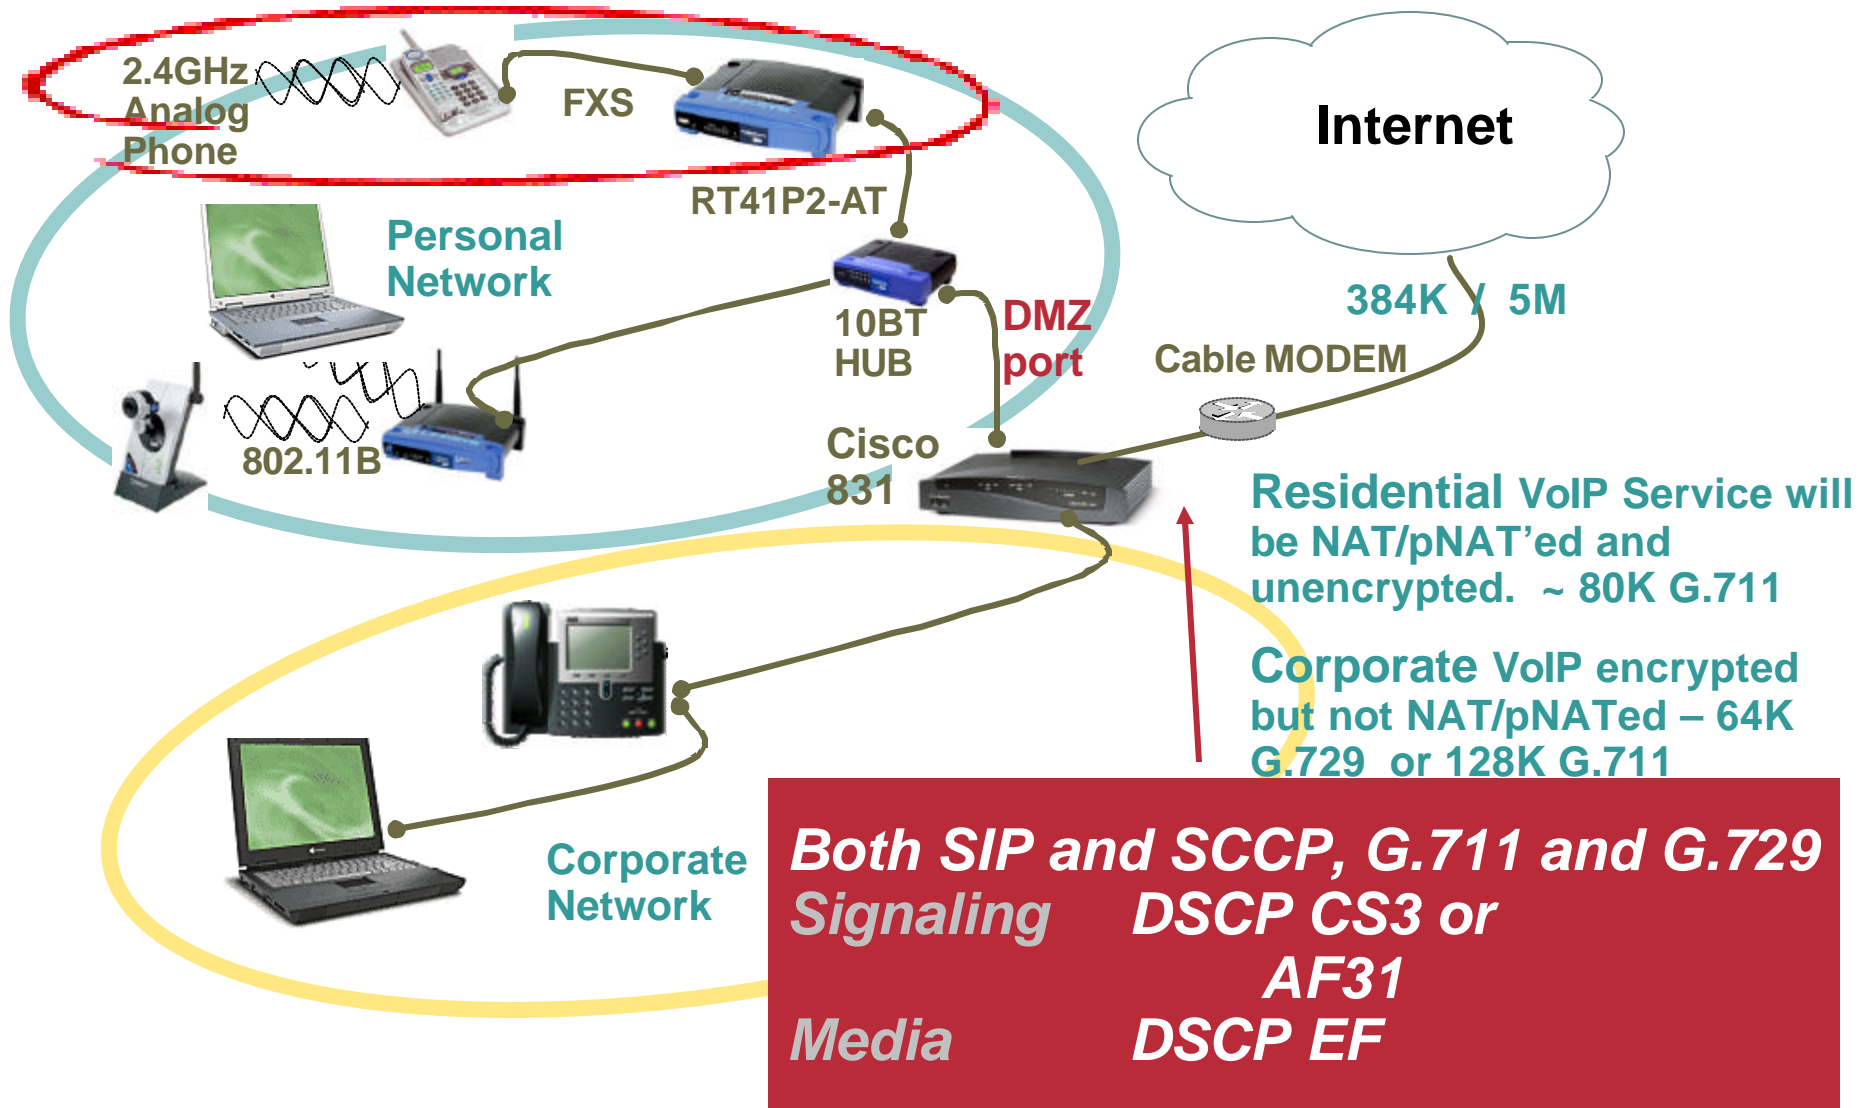 2.4GHz
Analog
Phone
FXS
RT41P2-AT
Internet
Personal
Network
384K / 5M
10BT
HUB
DMZ
port
Cable MODEM
802.11B
Cisco
831
Residential VoIP Service will
be NAT/pNAT’ed and
unencrypted. ~ 80K G.711
Corporate VoIP encrypted
but not NAT/pNATed – 64K
G.729 or 128K G.711
Corporate
Network
Both SIP and SCCP, G.711 and G.729
Signaling DSCP CS3 or
AF31
Media DSCP EF